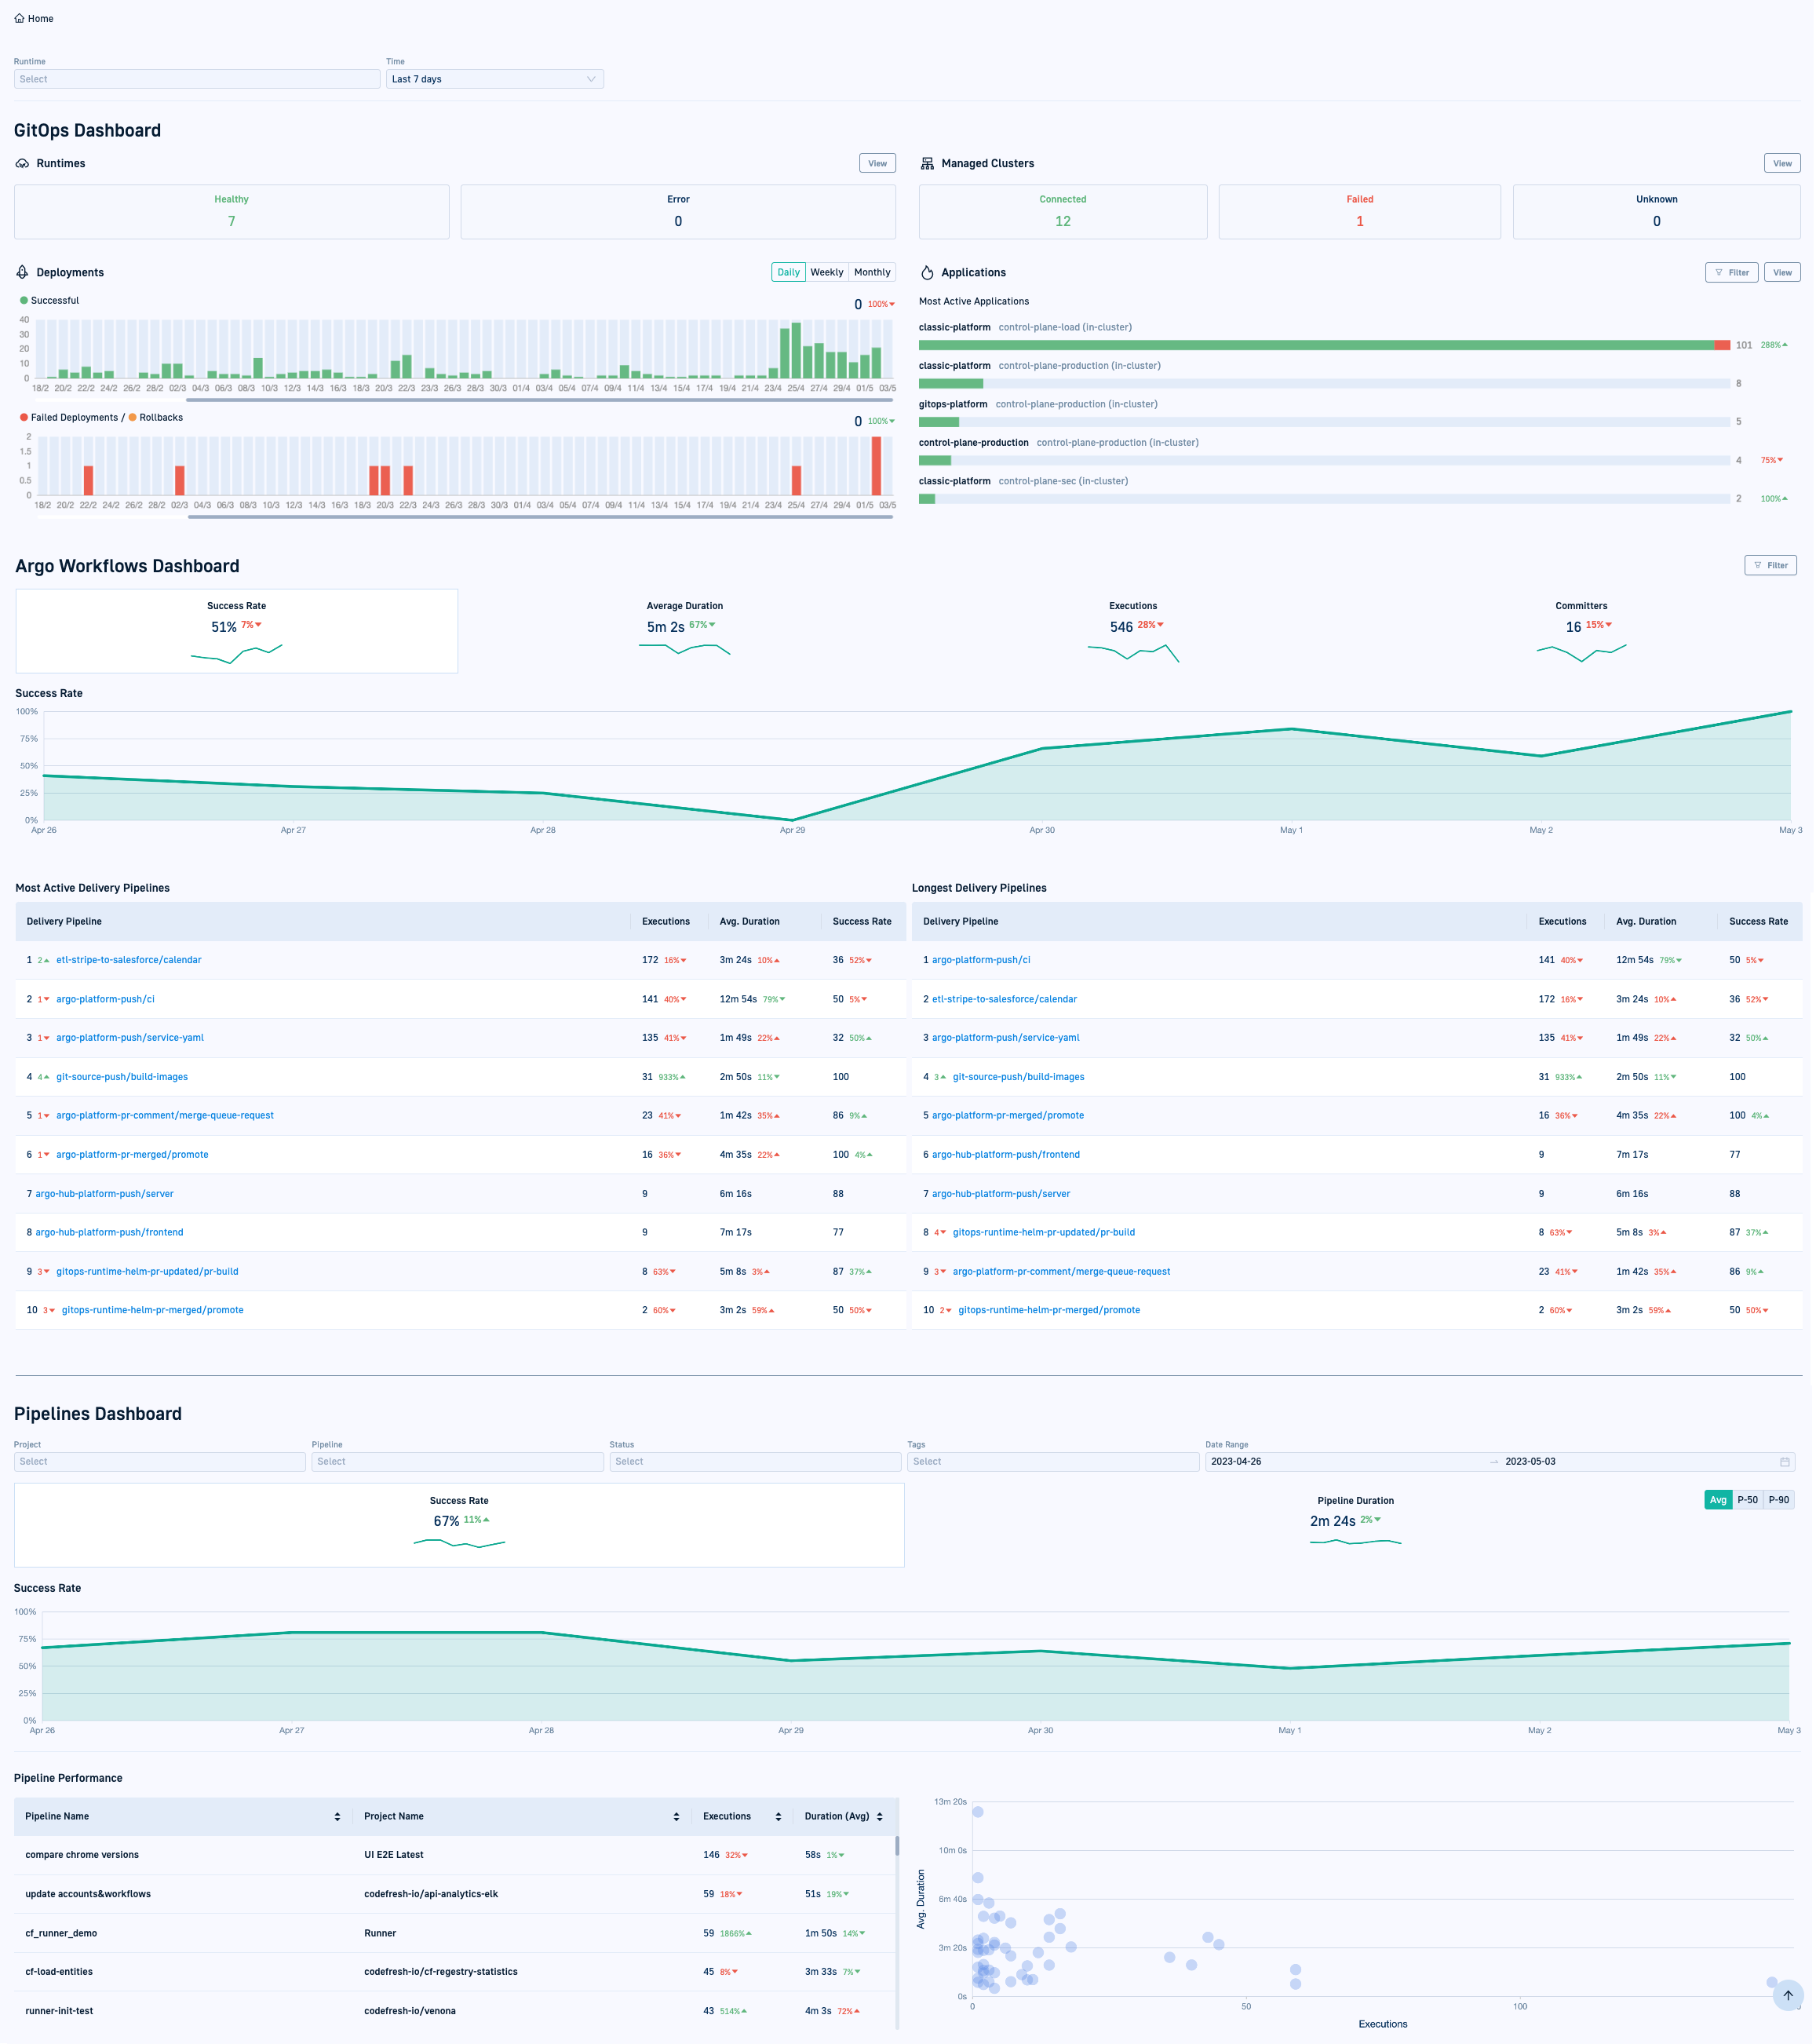 Home
Runtime
Select
Time
Last 7 days
GitOps Dashboard
Runtimes
View
Healthy
7
Error
0
Managed Clusters
View
Connected
12
Failed
1
Unknown
0
Deployments
Daily Weekly Monthly
Successful
0 100%
40
30
20
10
0
18/2 20/2 22/2 24/2 26/2 28/2 02/3 04/3 06/3 08/3 10/3 12/3 14/3 16/3 18/3 20/3 22/3 24/3 26/3 28/3 30/3 01/4 03/4 05/4 07/4 09/4 11/4 13/4 15/4 17/4 19/4 21/4 23/4 25/4 27/4 29/4 01/5 03/5
Failed Deployments / Rollbacks
0 100%
2
1.5
1
0.5
0
18/2 20/2 22/2 24/2 26/2 28/2 02/3 04/3 06/3 08/3 10/3 12/3 14/3 16/3 18/3 20/3 22/3 24/3 26/3 28/3 30/3 01/4 03/4 05/4 07/4 09/4 11/4 13/4 15/4 17/4 19/4 21/4 23/4 25/4 27/4 29/4 01/5 03/5
Applications
Filter
View
Most Active Applications
classic-platform control-plane-load (in-cluster)
101 288%
classic-platform control-plane-production (in-cluster)
8
gitops-platform control-plane-production (in-cluster)
5
control-plane-production control-plane-production (in-cluster)
4 75%
classic-platform control-plane-sec (in-cluster)
2 100%
Argo Workflows Dashboard
Filter
Success Rate
51% 7%
Average Duration
5m 2s 67%
Executions
546 28%
Committers
16 15%
Success Rate
100%
75%
50%
25%
0%
Apr 26 Apr 27 Apr 28 Apr 29 Apr 30 May 1 May 2 May 3
Most Active Delivery Pipelines
Delivery Pipeline Executions Avg. Duration Success Rate
1 2 etl-stripe-to-salesforce/calendar 172 16% 3m 24s 10% 36 52%
2 1 argo-platform-push/ci 141 40% 12m 54s 79% 50 5%
3 1 argo-platform-push/service-yaml 135 41% 1m 49s 22% 32 50%
4 4 git-source-push/build-images 31 933% 2m 50s 11% 100
5 1 argo-platform-pr-comment/merge-queue-request 23 41% 1m 42s 35% 86 9%
6 1 argo-platform-pr-merged/promote 16 36% 4m 35s 22% 100 4%
7 argo-hub-platform-push/server 9 6m 16s 88
8 argo-hub-platform-push/frontend 9 7m 17s 77
9 3 gitops-runtime-helm-pr-updated/pr-build 8 63% 5m 8s 3% 87 37%
10 3 gitops-runtime-helm-pr-merged/promote 2 60% 3m 2s 59% 50 50%
Longest Delivery Pipelines
Delivery Pipeline Executions Avg. Duration Success Rate
1 argo-platform-push/ci 141 40% 12m 54s 79% 50 5%
2 etl-stripe-to-salesforce/calendar 172 16% 3m 24s 10% 36 52%
3 argo-platform-push/service-yaml 135 41% 1m 49s 22% 32 50%
4 3 git-source-push/build-images 31 933% 2m 50s 11% 100
5 argo-platform-pr-merged/promote 16 36% 4m 35s 22% 100 4%
6 argo-hub-platform-push/frontend 9 7m 17s 77
7 argo-hub-platform-push/server 9 6m 16s 88
8 4 gitops-runtime-helm-pr-updated/pr-build 8 63% 5m 8s 3% 87 37%
9 3 argo-platform-pr-comment/merge-queue-request 23 41% 1m 42s 35% 86 9%
10 2 gitops-runtime-helm-pr-merged/promote 2 60% 3m 2s 59% 50 50%
Pipelines Dashboard
Project
Select
Pipeline
Select
Status
Select
Tags
Select
Date Range
2023-04-26 → 2023-05-03
Success Rate
67% 11%
Pipeline Duration
2m 24s 2%
Avg P-50 P-90
Success Rate
100%
75%
50%
25%
0%
Apr 26 Apr 27 Apr 28 Apr 29 Apr 30 May 1 May 2 May 3
Pipeline Performance
Pipeline Name Project Name Executions Duration (Avg)
compare chrome versions UI E2E Latest 146 32% 58s 1%
update accounts&workflows codefresh-io/api-analytics-elk 59 18% 51s 19%
cf_runner_demo Runner 59 1866% 1m 50s 14%
cf-load-entities codefresh-io/cf-regestry-statistics 45 8% 3m 33s 7%
runner-init-test codefresh-io/venona 43 514% 4m 3s 72%
Avg. Duration
13m 20s
10m 0s
6m 40s
3m 20s
0s
0 50 100
Executions